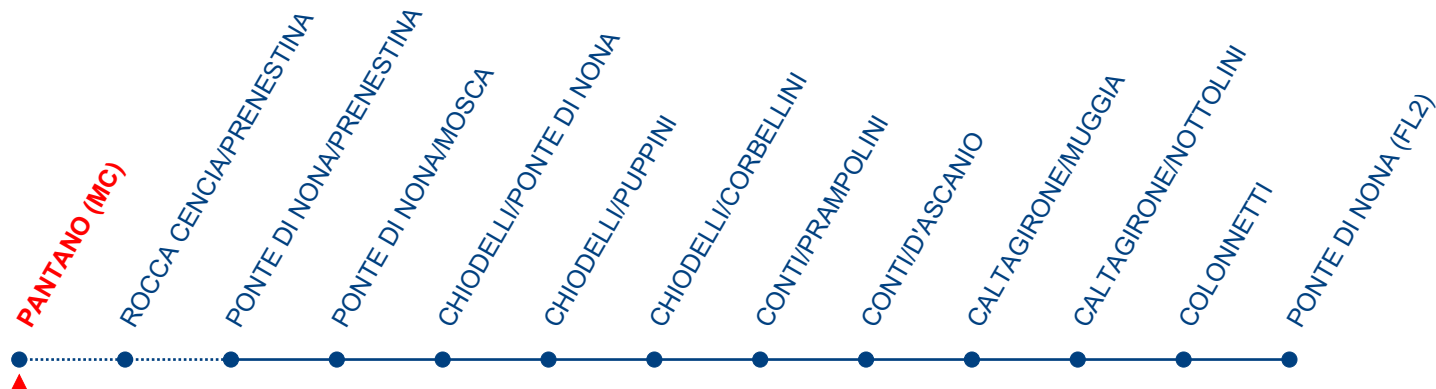 PANTANO (MC)
ROCCA CENCIA/PRENESTINA
PONTE DI NONA/PRENESTINA
PONTE DI NONA/MOSCA
CHIODELLI/PONTE DI NONA
CHIODELLI/PUPPINI
CHIODELLI/CORBELLINI
CONTI/PRAMPOLINI
CONTI/D'ASCANIO
CALTAGIRONE/MUGGIA
CALTAGIRONE/NOTTOLINI
COLONNETTI
PONTE DI NONA (FL2)